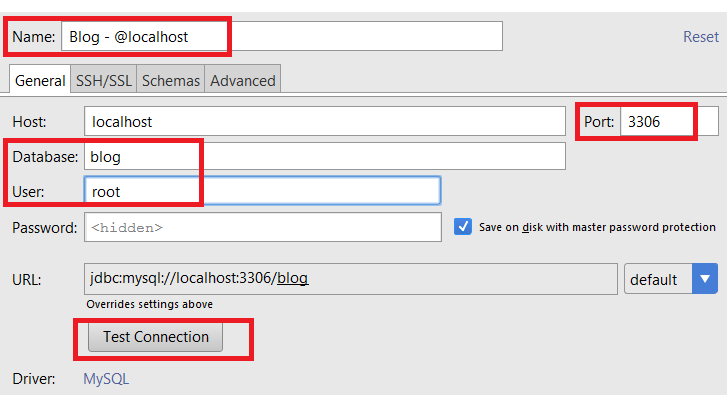 Name: Blog - @localhost Reset
General SSH/SSL Schemas Advanced
Host: localhost Port: 3306
Database: blog
User: root
Password: <hidden> Save on disk with master password protection
URL: jdbc:mysql://localhost:3306/blog default
Overrides settings above
Test Connection
Driver: MySQL